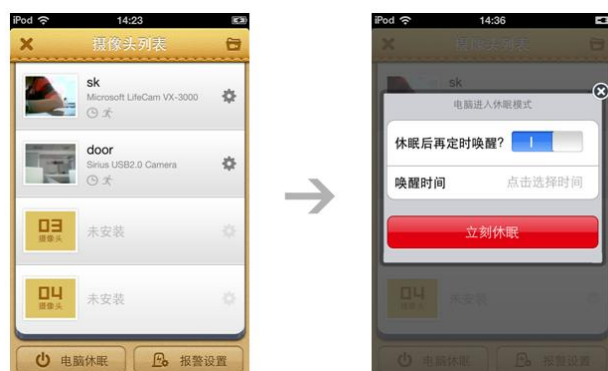 iPod
14:23
摄像头列表
sk
Microsoft LifeCam VX-3000
door
Sirius USB2.0 Camera
03
摄像头
未安装
04
摄像头
未安装
电脑休眠
报警设置
iPod
14:36
摄像头列表
sk
电脑进入休眠模式
休眠后再定时唤醒?
唤醒时间
点击选择时间
立刻休眠
04
摄像头
未安装
电脑休眠
报警设置